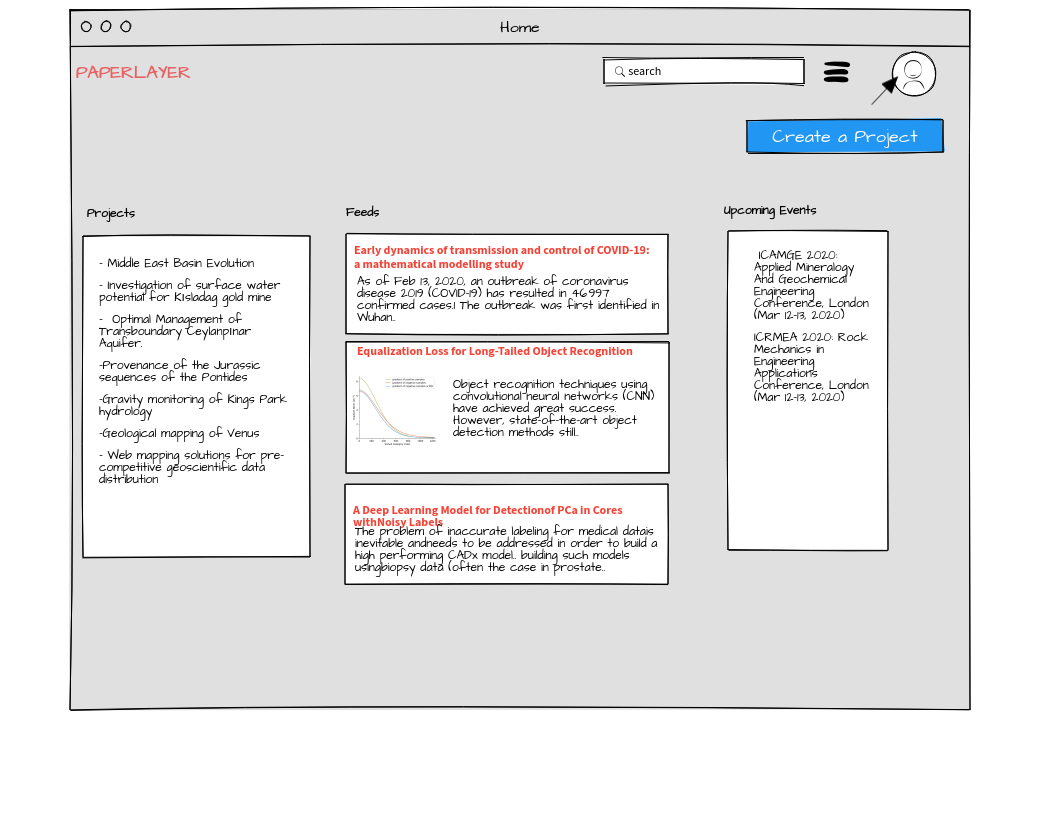 Home
PAPERLAYER
search
Create a Project
Projects
- Middle East Basin Evolution
- Investigation of surface water
potential for Kısladag gold mine
- Optimal Management of
Transboundary Ceylanpınar
Aquifer.
-Provenance of the Jurassic
sequences of the Pontides
-Gravity monitoring of Kings Park
hydrology
-Geological mapping of Venus
- Web mapping solutions for pre-
competitive geoscientific data
distribution
Feeds
Early dynamics of transmission and control of COVID-19:
a mathematical modelling study
As of Feb 13, 2020, an outbreak of coronavirus
disease 2019 (COVID-19) has resulted in 46 997
confirmed cases.1 The outbreak was first identified in
Wuhan..
Equalization Loss for Long-Tailed Object Recognition
Object recognition techniques using
convolutional neural networks (CNN)
have achieved great success.
However, state-of-the-art object
detection methods still..
A Deep Learning Model for Detectionof PCa in Cores
withNoisy Labels
The problem of inaccurate labeling for medical datais
inevitable andneeds to be addressed in order to build a
high performing CADx model.. building such models
usingbiopsy data (often the case in prostate..
Upcoming Events
ICAMGE 2020:
Applied Mineralogy
And Geochemical
Engineering
Conference, London
(Mar 12-13, 2020)
ICRMEA 2020: Rock
Mechanics in
Engineering
Applications
Conference, London
(Mar 12-13, 2020)